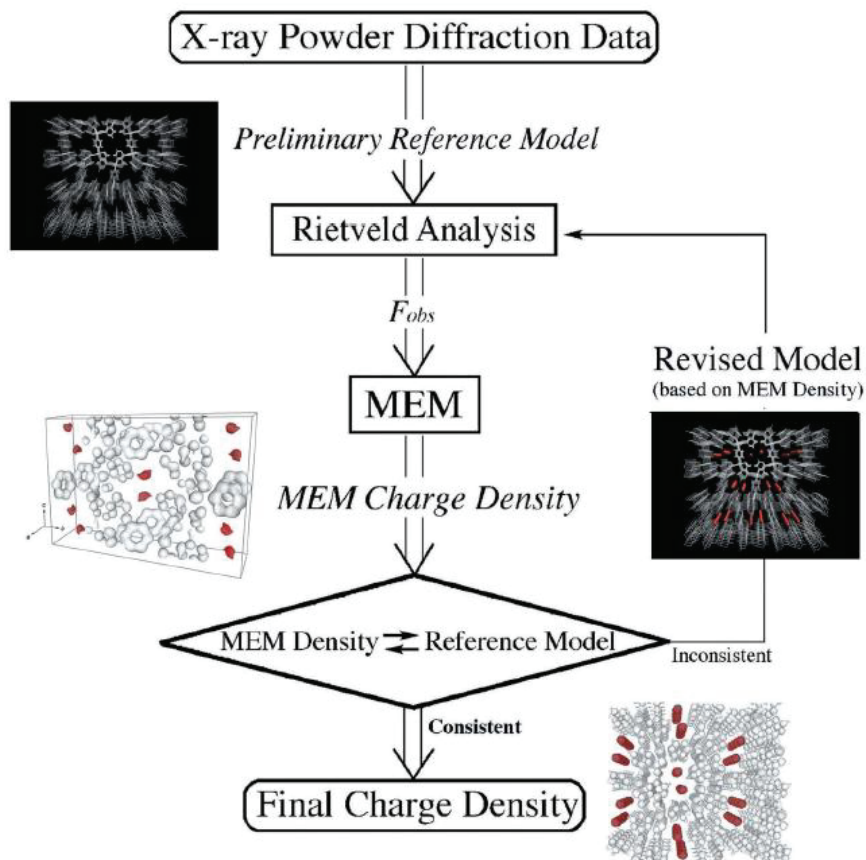 X-ray Powder Diffraction Data
Preliminary Reference Model
Rietveld Analysis
Fobs
Revised Model
(based on MEM Density)
MEM
MEM Charge Density
MEM Density Reference Model
Inconsistent
Consistent
Final Charge Density